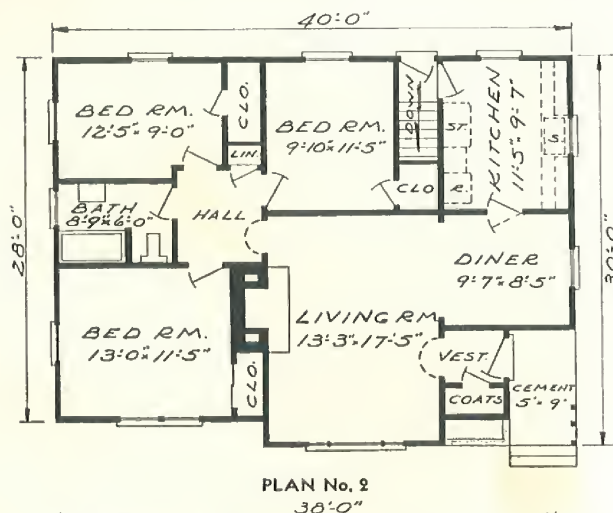 40'-0"
BED RM.
12'-5"x 9'-0"
CLO.
LIN.
BED RM.
9'-10"x 11'-5"
CLO
DOWN
ST.
R.
KITCHEN
11'-5"x 9'-7"
S.
BATH
8'-9"x 6'-0"
HALL
DINER
9'-7"x 8'-5"
28'-0"
30'-0"
BED RM.
13'-0"x 11'-5"
CLO.
LIVING RM.
13'-3"x 17'-5"
VEST.
COATS
CEMENT
5'x 9'
PLAN No. 2
38'-0"